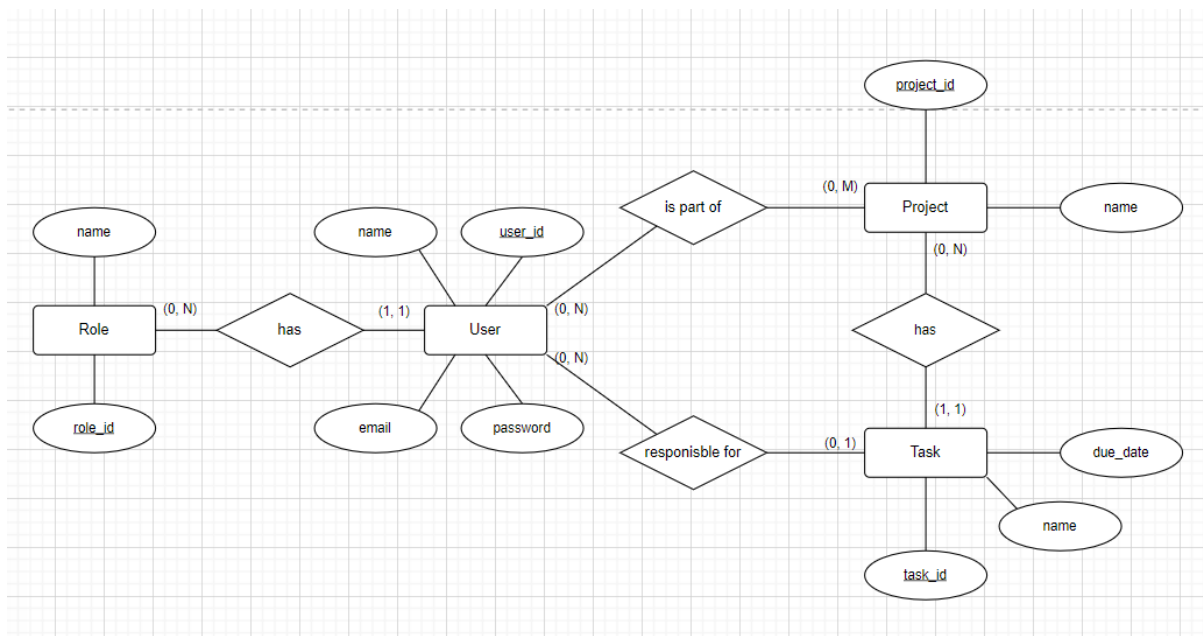 project_id
(0, M)
is part of
Project
name
name
name
user_id
(0, N)
(0, N)
(1, 1)
(0, N)
Role
has
User
has
(0, N)
(1, 1)
role_id
email
password
responisble for
(0, 1)
Task
due_date
name
task_id